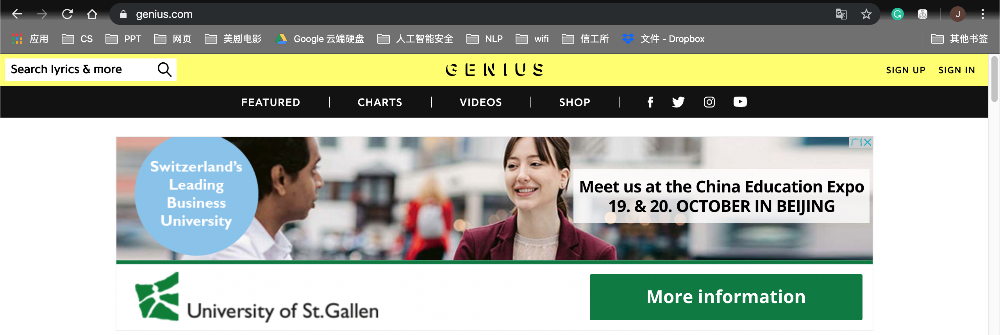 genius.com
J
应用 CS PPT 网页 美剧电影 Google 云端硬盘 人工智能安全 NLP wifi 信工所 文件 - Dropbox 其他书签
Search lyrics & more GENIUS SIGN UP SIGN IN
FEATURED CHARTS VIDEOS SHOP
Switzerland's
Leading
Business
University
Meet us at the China Education Expo
19. & 20. OCTOBER IN BEIJING
University of St.Gallen
More information